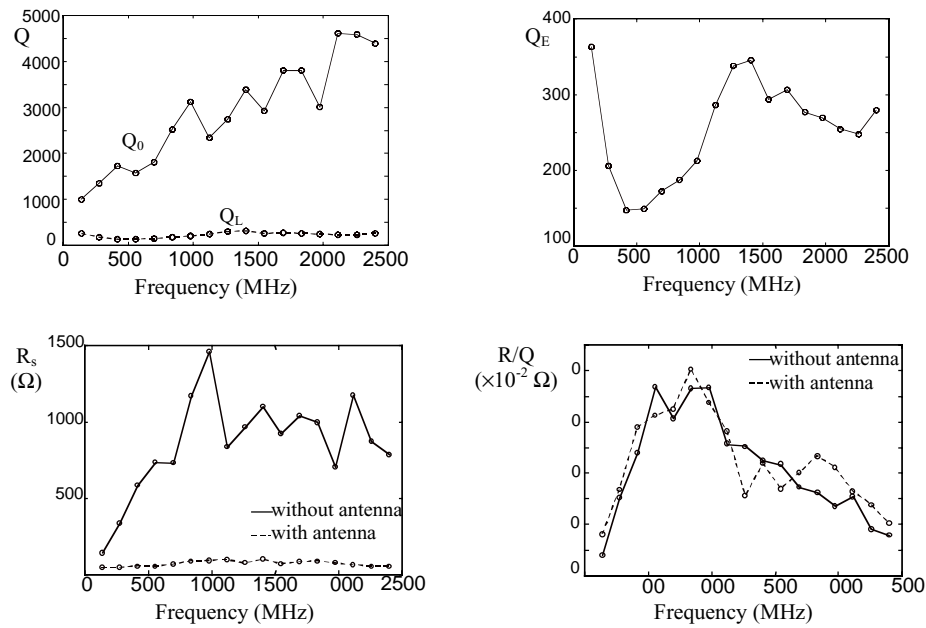 5000
Q
4000
3000
Q0
2000
1000
QL
0
0 500 1000 1500 2000 2500
Frequency (MHz)
400
QE
300
200
100
0 500 1000 1500 2000 2500
Frequency (MHz)
1500
Rs
(Ω)
1000
500
without antenna
with antenna
0
0 500 1000 1500 2000 2500
Frequency (MHz)
R/Q
(×10-2 Ω)
0
without antenna
with antenna
0
0
0
0
00 000 500 000 500
Frequency (MHz)